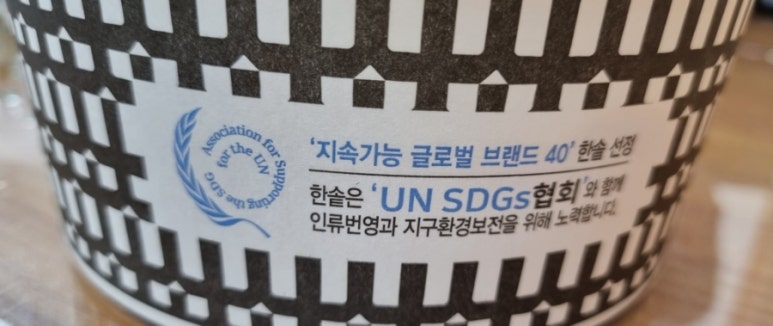 Association for Supporting the SDG
for the UN
'지속가능 글로벌 브랜드 40' 한솥 선정
한솥은 'UN SDGs협회'와 함께
인류번영과 지구환경보전을 위해 노력합니다.